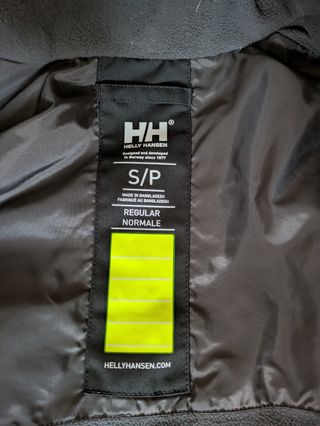 HH®
HELLY HANSEN
Designed and developed
in Norway since 1877
S/P
MADE IN BANGLADESH
FABRIQUÉ AU BANGLADESH
REGULAR
NORMALE
HELLYHANSEN.COM